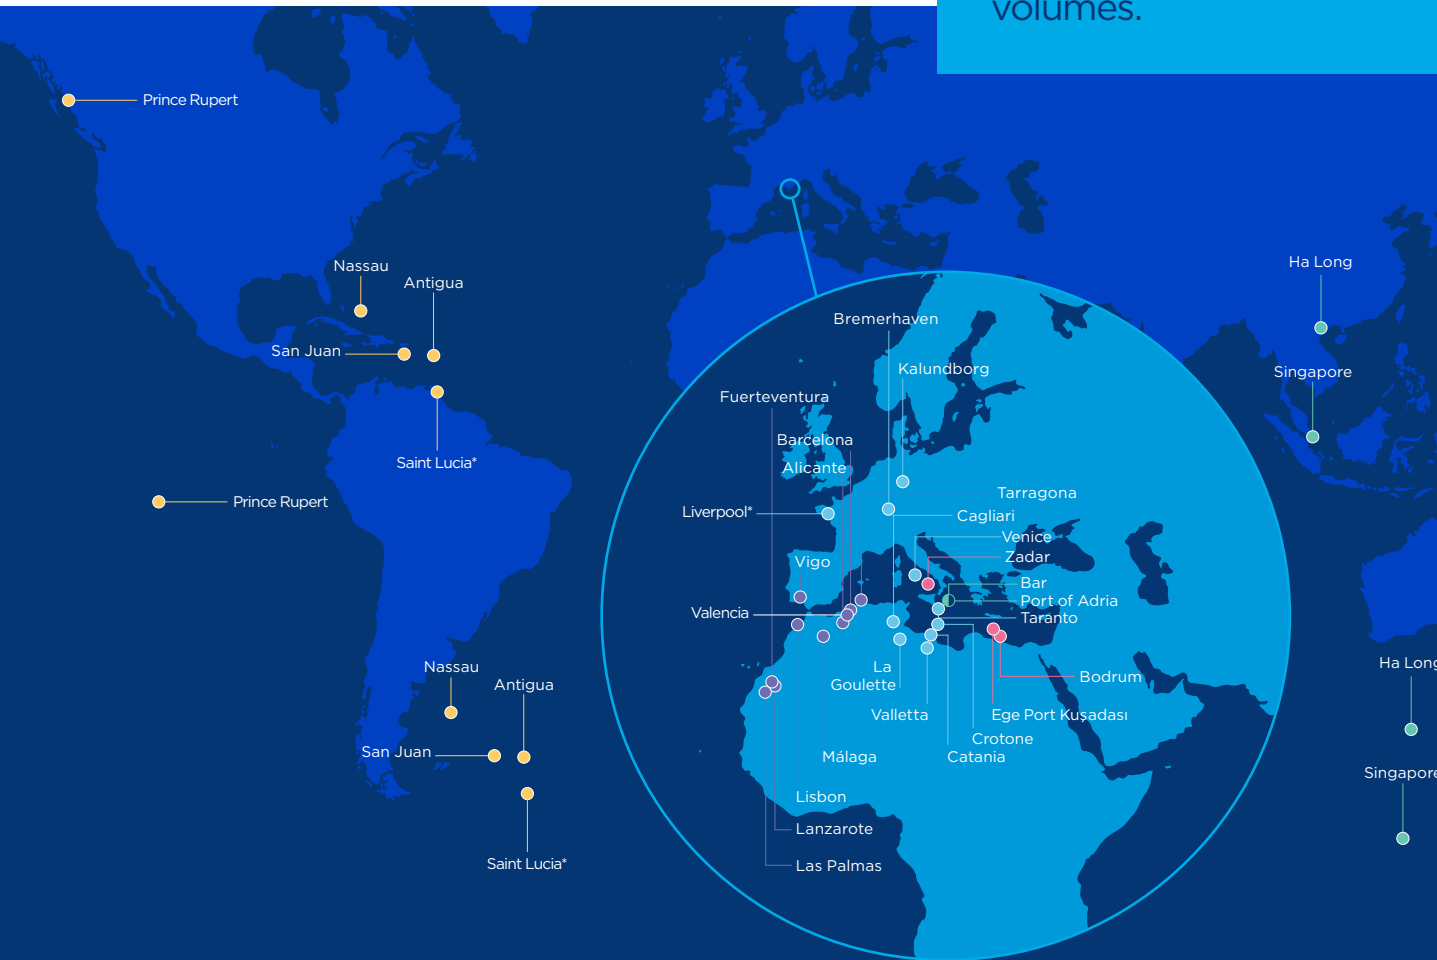 volumes.
Prince Rupert
Nassau
Antigua
San Juan
Saint Lucia*
Prince Rupert
Nassau
Antigua
San Juan
Saint Lucia*
Bremerhaven
Kalundborg
Fuerteventura
Barcelona
Alicante
Tarragona
Liverpool*
Cagliari
Venice
Zadar
Vigo
Bar
Port of Adria
Valencia
Taranto
La
Goulette
Bodrum
Valletta
Ege Port Kuşadası
Crotone
Málaga
Catania
Lisbon
Lanzarote
Las Palmas
Ha Long
Singapore
Ha Long
Singapore